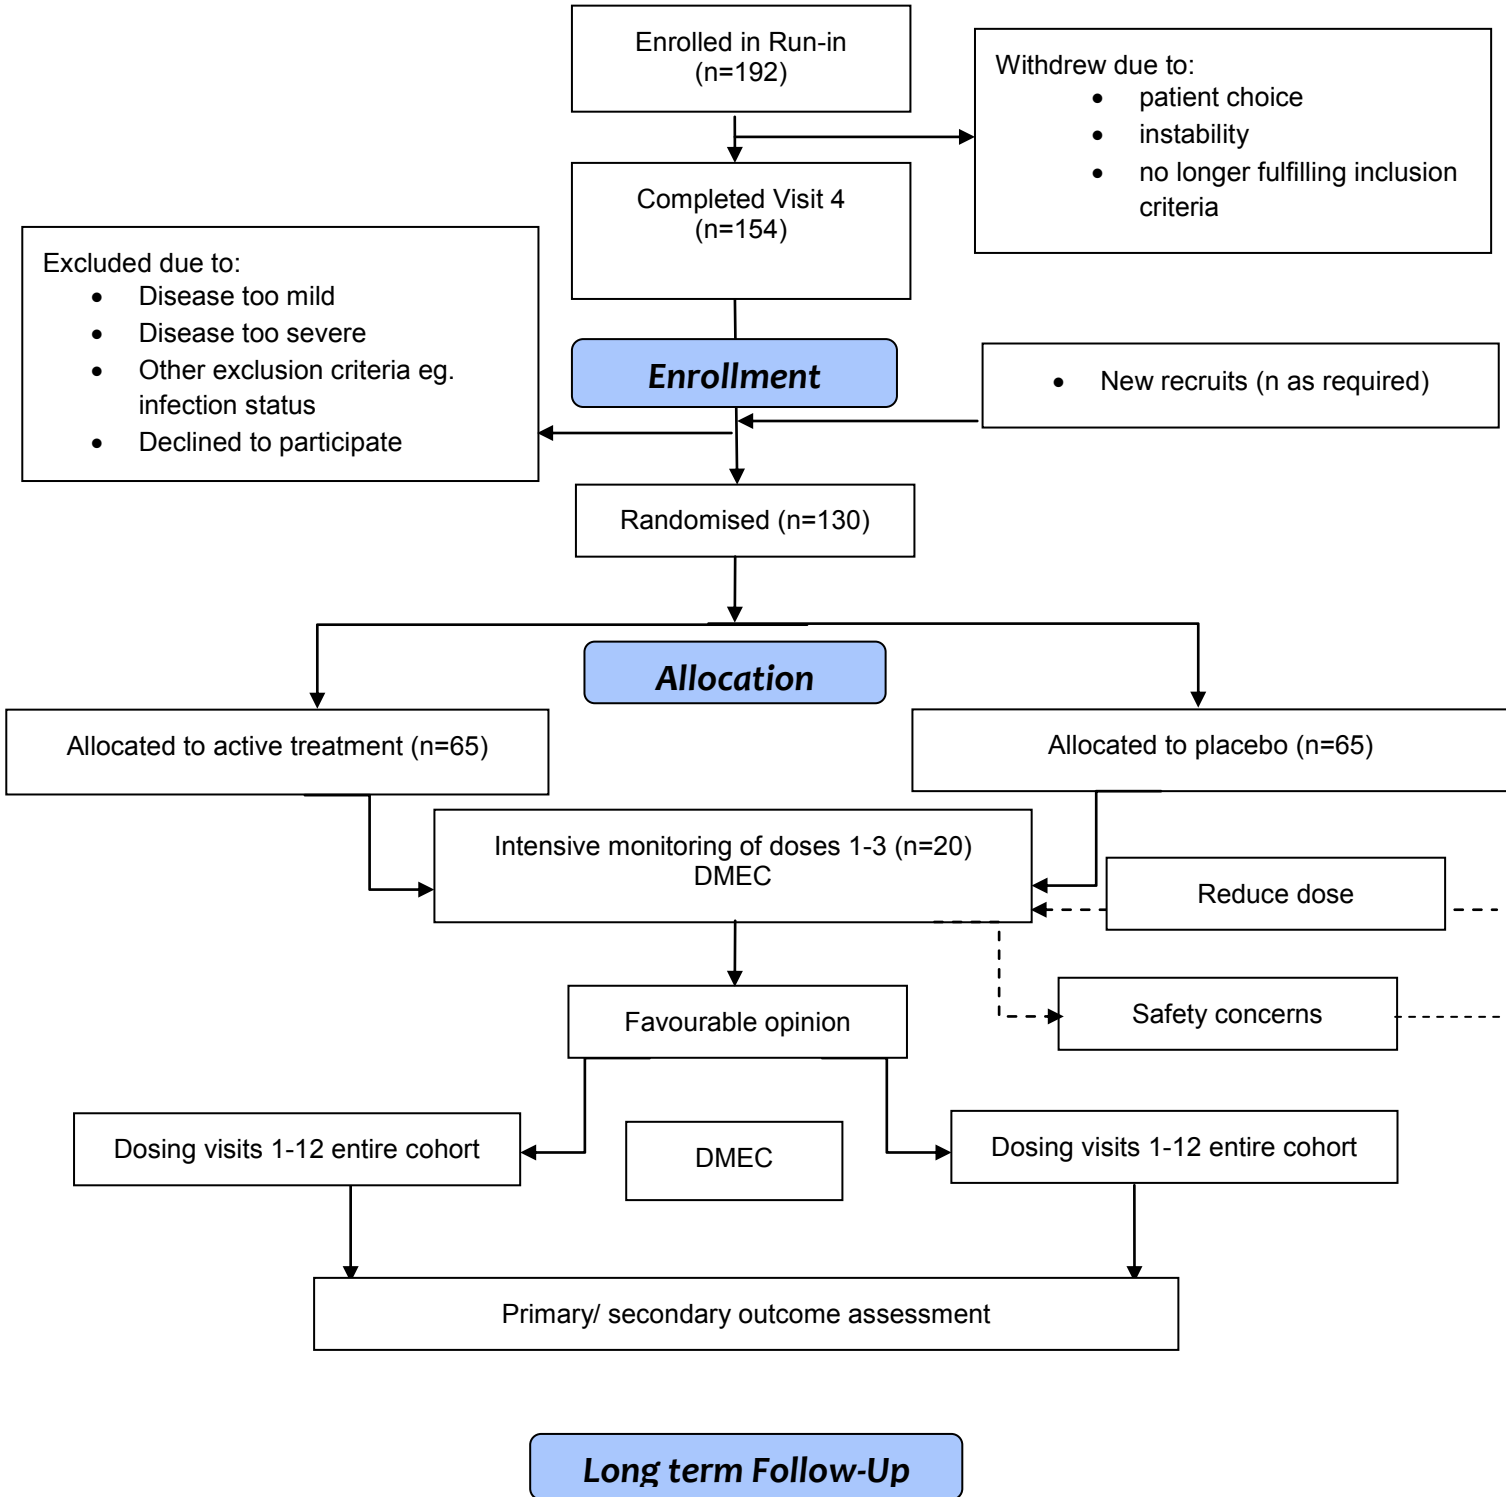 Enrolled in Run-in
(n=192)
Withdrew due to:
• patient choice
• instability
• no longer fulfilling inclusion
criteria
Completed Visit 4
(n=154)
Excluded due to:
• Disease too mild
• Disease too severe
• Other exclusion criteria eg.
infection status
• Declined to participate
Enrollment
• New recruits (n as required)
Randomised (n=130)
Allocation
Allocated to active treatment (n=65)
Allocated to placebo (n=65)
Intensive monitoring of doses 1-3 (n=20)
DMEC
Reduce dose
Safety concerns
Favourable opinion
Dosing visits 1-12 entire cohort
DMEC
Dosing visits 1-12 entire cohort
Primary/ secondary outcome assessment
Long term Follow-Up